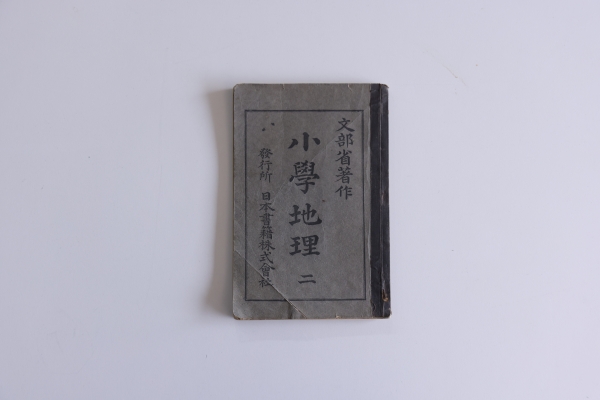 文部省著作
小學地理 二
發行所 日本書籍株式會社